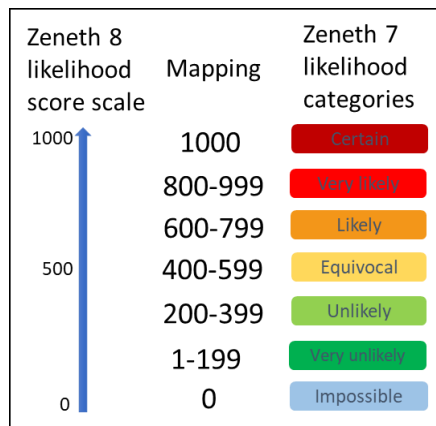 Zeneth 8
likelihood
score scale
Mapping
Zeneth 7
likelihood
categories
1000
1000
Certain
800-999
Very likely
600-799
Likely
500
400-599
Equivocal
200-399
Unlikely
1-199
Very unlikely
0
0
Impossible